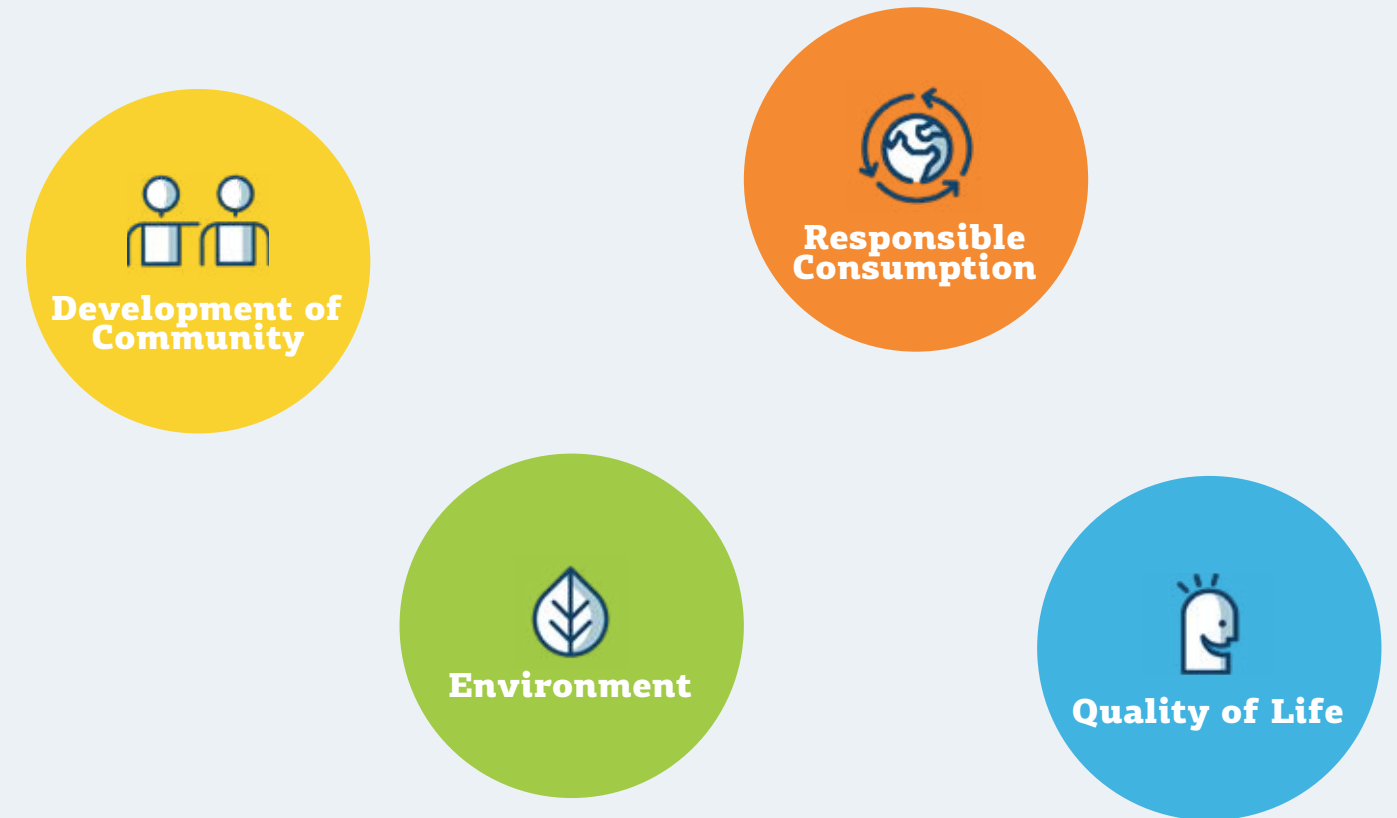 Development of
Community
Responsible
Consumption
Environment
Quality of Life